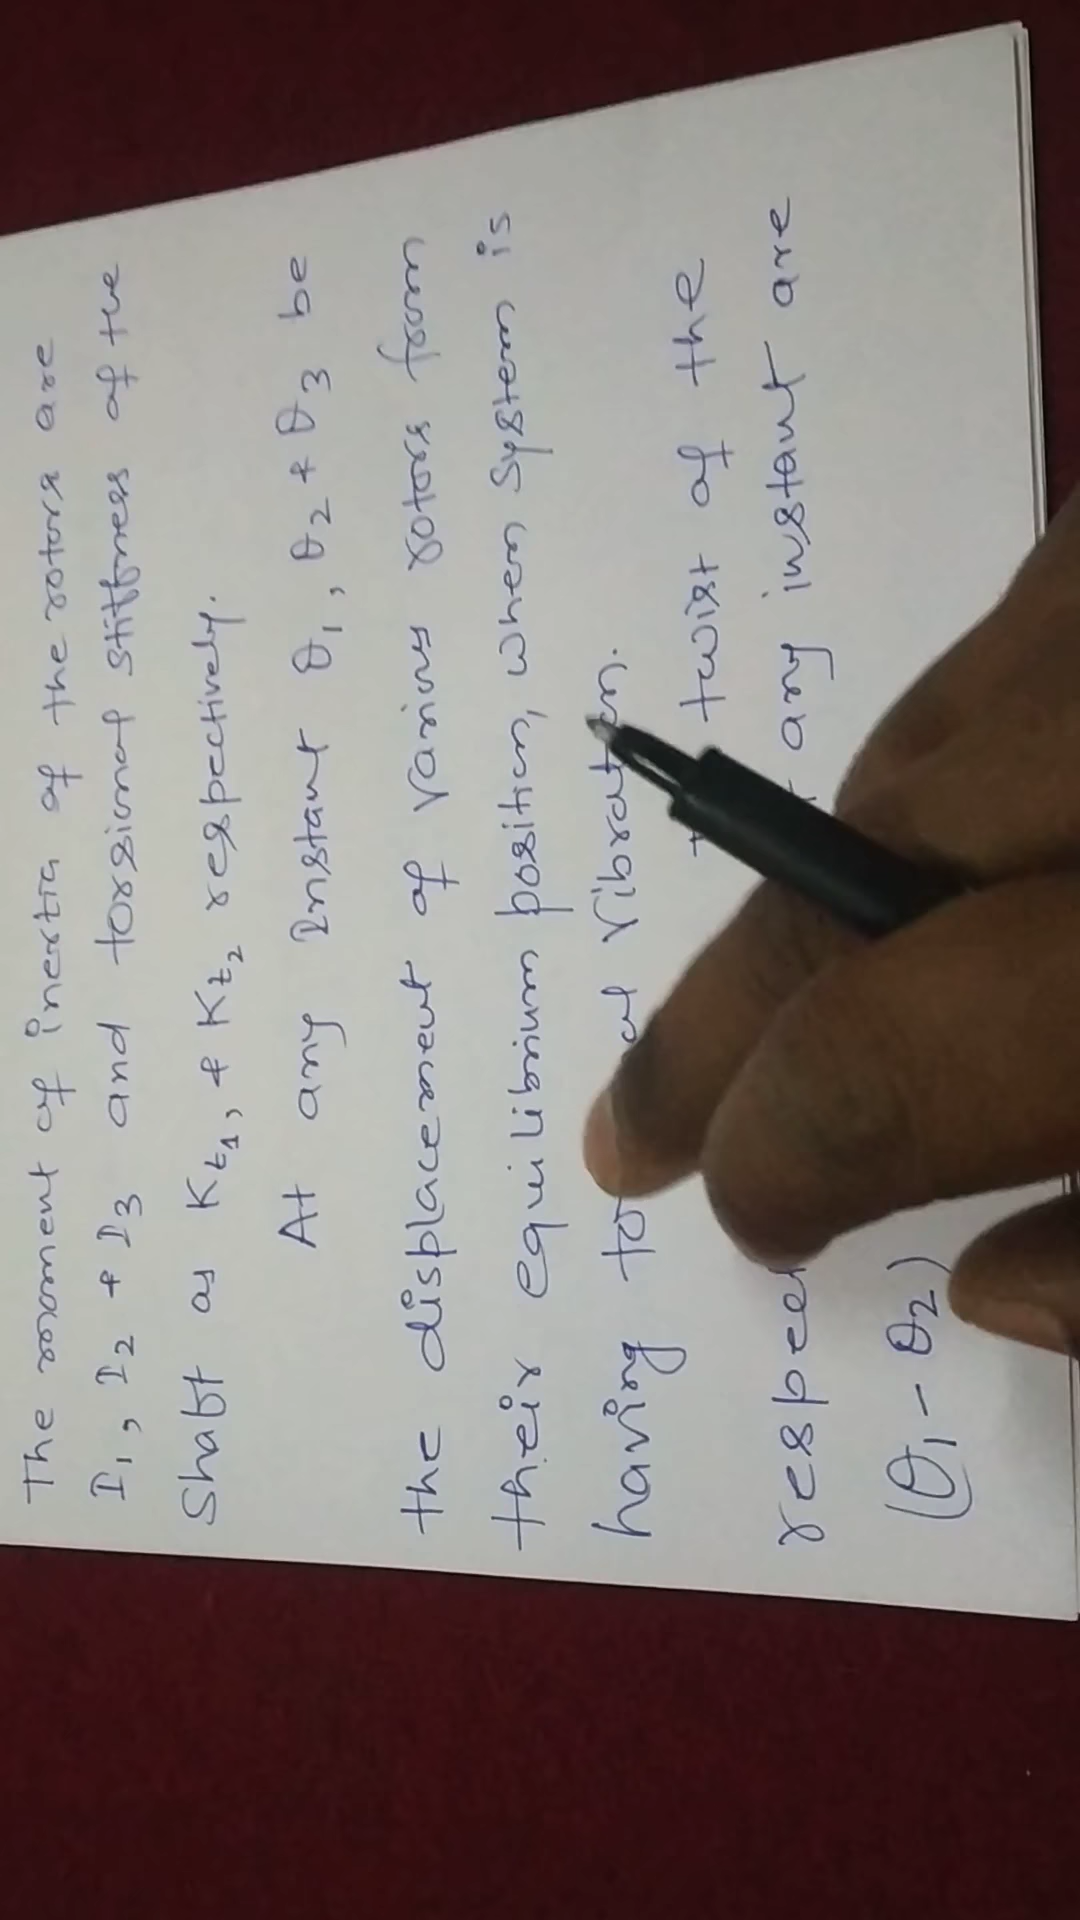 The moment of inertia of the rotors are
I1, I2 & I3 and torsional stiffness of the
Shaft as Kt1, & Kt2 respectively.
At any Instant θ1, θ2 & θ3 be
the displacement of various rotors from
their equilibrium position, when system is
having vibration.
twist of the
any instant are
(θ1 - θ2)